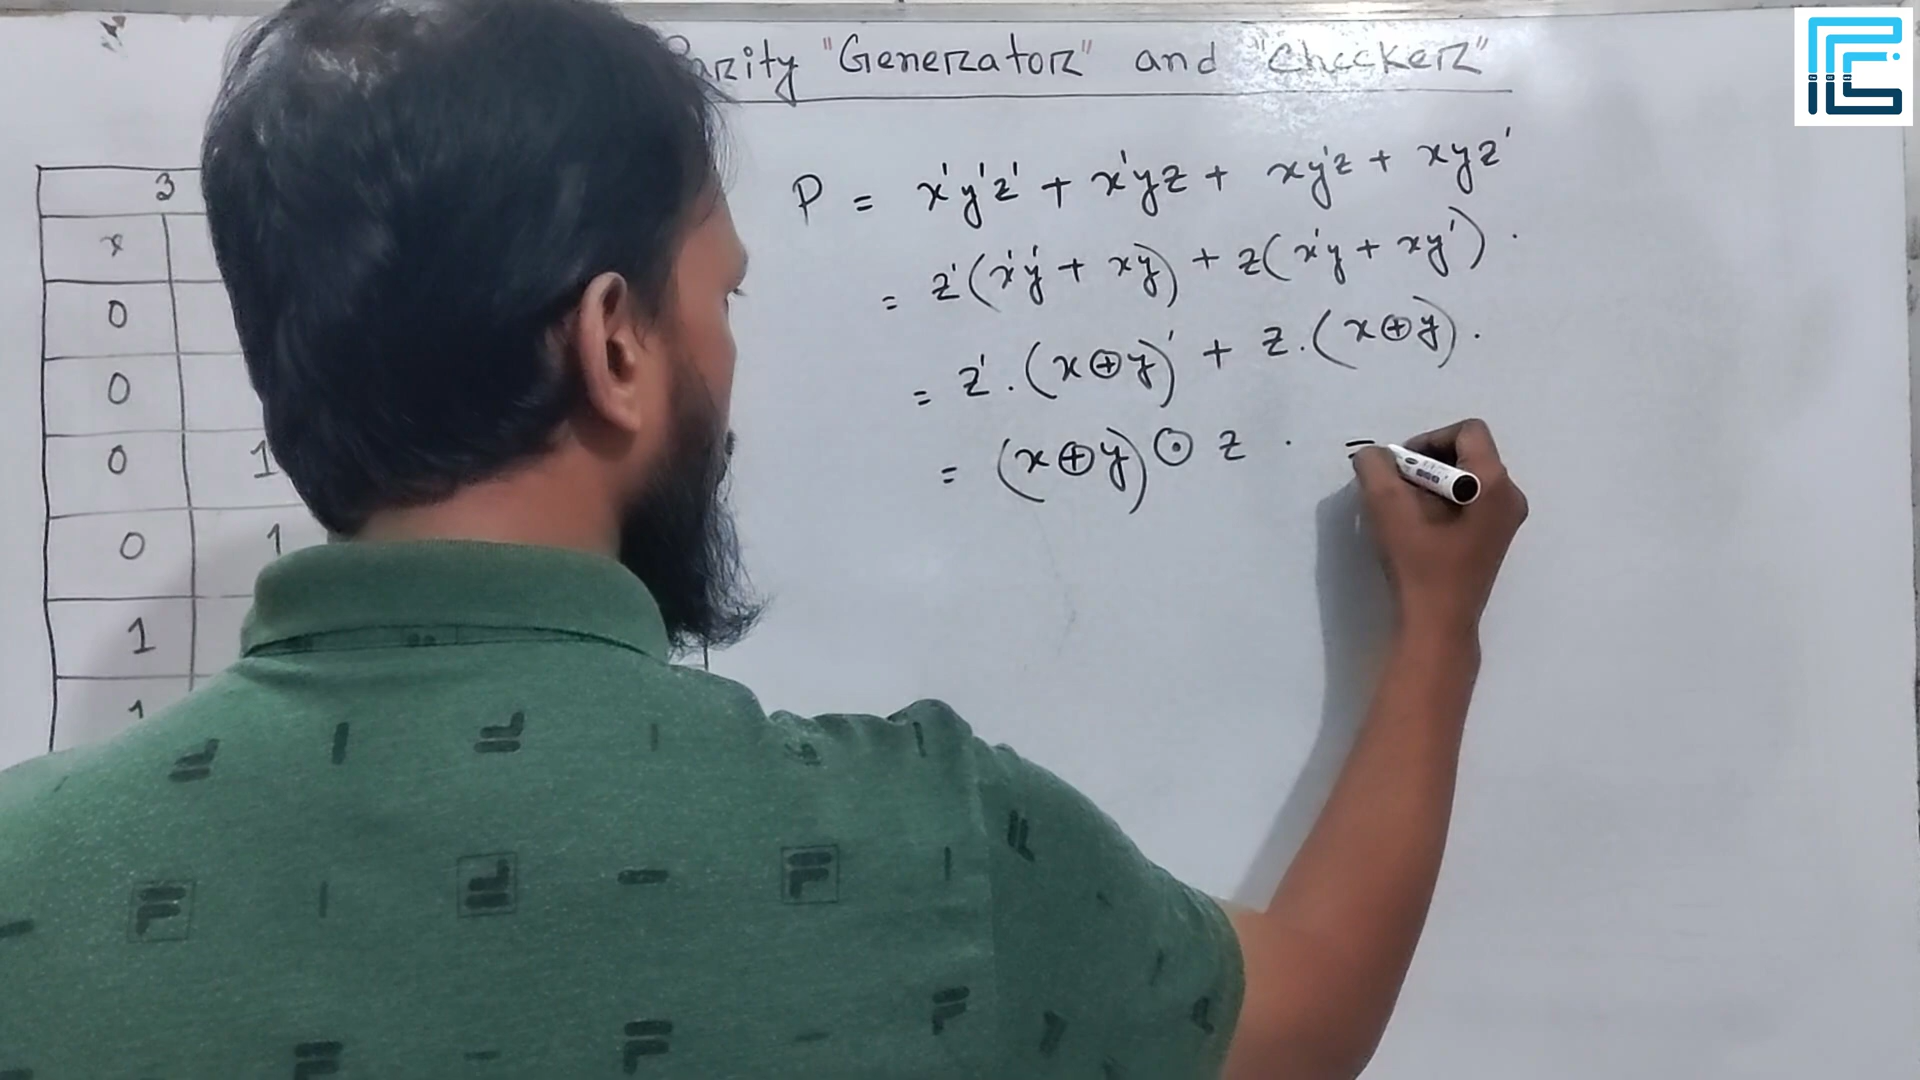 Parity "Generator" and "Checker"
P = x'y'z' + x'yz + xy'z + xyz'
= z'(x'y' + xy) + z(x'y + xy').
= z'.(x⊕y)' + z.(x⊕y).
= (x⊕y)⊙z . =
3
x
0
0
0 1
0 1
1
1